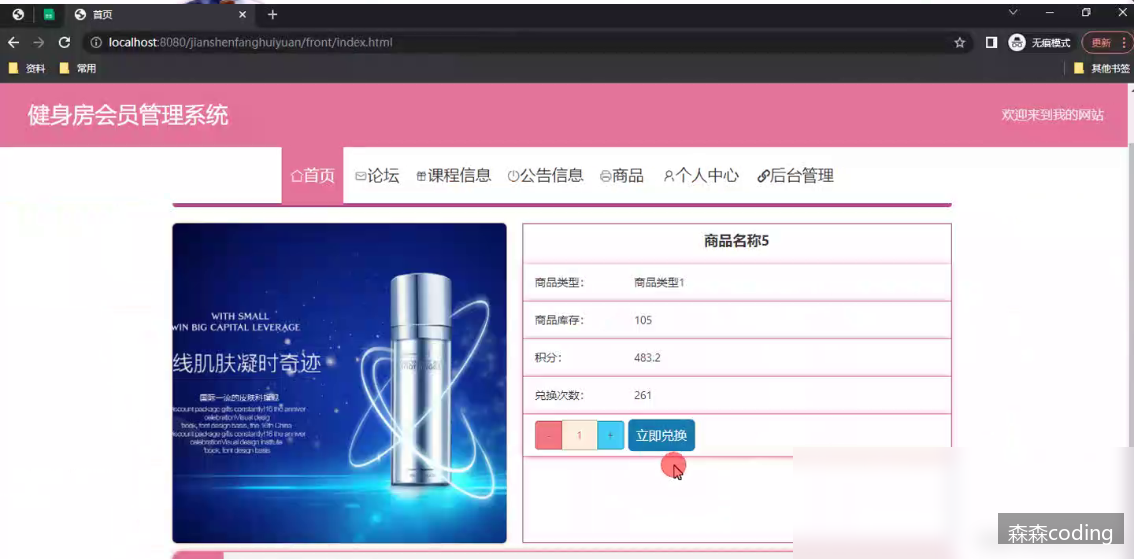 首页
localhost:8080/jianshenfanghuiyuan/front/index.html
无痕模式
更新
资料
常用
其他书签
健身房会员管理系统
欢迎来到我的网站
首页
论坛
课程信息
公告信息
商品
个人中心
后台管理
WITH SMALL
WIN BIG CAPITAL LEVERAGE
线肌肤凝时奇迹
商品名称5
商品类型：
商品类型1
商品库存：
105
积分：
483.2
兑换次数：
261
-
1
+
立即兑换
森森coding